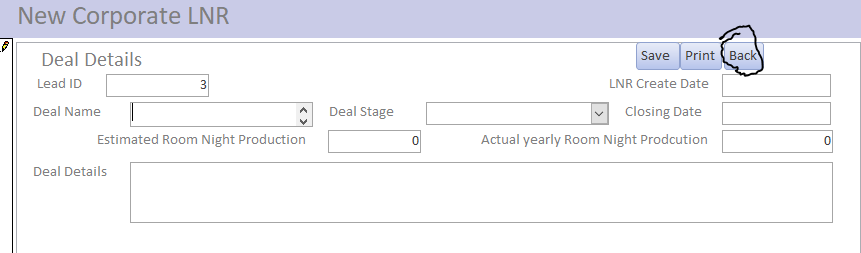 New Corporate LNR
Deal Details Save Print Back
Lead ID 3 LNR Create Date
Deal Name Deal Stage Closing Date
Estimated Room Night Production 0 Actual yearly Room Night Prodcution 0
Deal Details